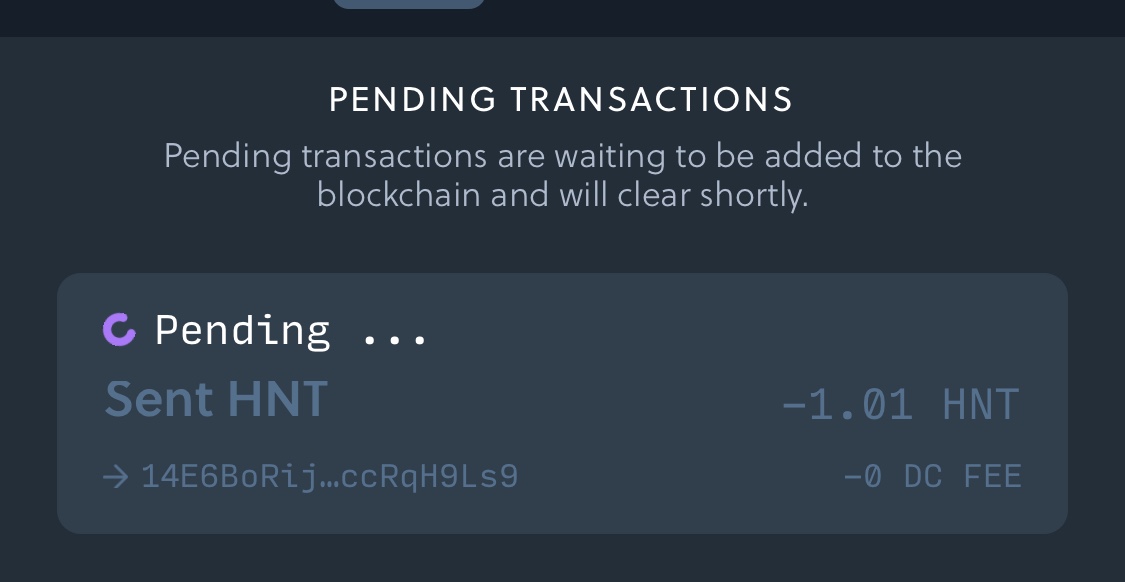 PENDING TRANSACTIONS
Pending transactions are waiting to be added to the
blockchain and will clear shortly.
Pending ...
Sent HNT
-1.01 HNT
→ 14E6BoRij…ccRqH9Ls9
-0 DC FEE